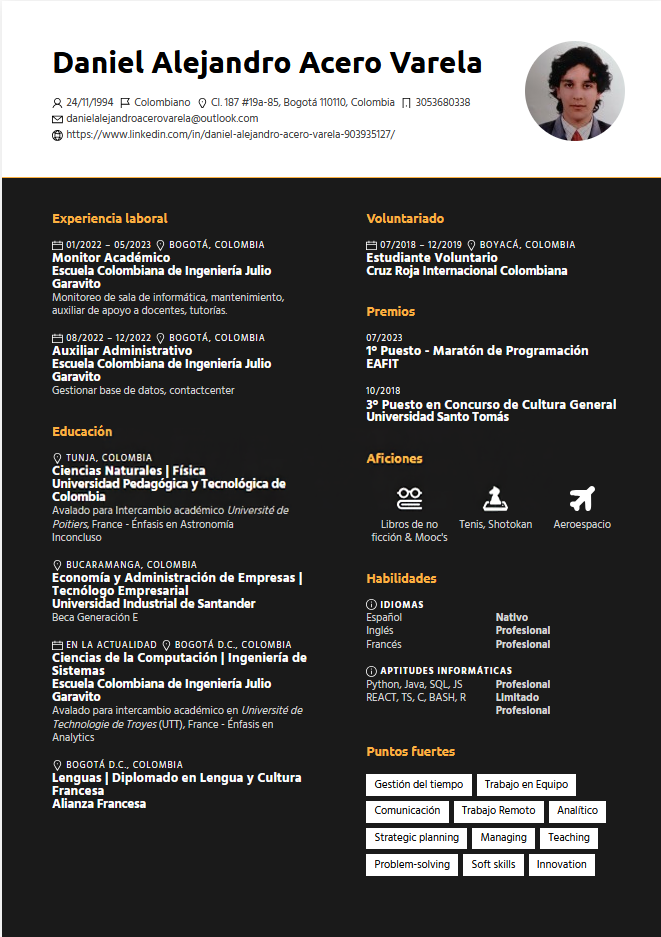 Daniel Alejandro Acero Varela
24/11/1994 Colombiano Cl. 187 #19a-85, Bogotá 110110, Colombia 3053680338
danielalejandroacerovarela@outlook.com
https://www.linkedin.com/in/daniel-alejandro-acero-varela-903935127/
Experiencia laboral
01/2022 – 05/2023 BOGOTÁ, COLOMBIA
Monitor Académico
Escuela Colombiana de Ingeniería Julio
Garavito
Monitoreo de sala de informática, mantenimiento,
auxiliar de apoyo a docentes, tutorías.
08/2022 – 12/2022 BOGOTÁ, COLOMBIA
Auxiliar Administrativo
Escuela Colombiana de Ingeniería Julio
Garavito
Gestionar base de datos, contactcenter
Educación
TUNJA, COLOMBIA
Ciencias Naturales | Física
Universidad Pedagógica y Tecnológica de
Colombia
Avalado para Intercambio académico Université de
Poitiers, France - Énfasis en Astronomía
Inconcluso
BUCARAMANGA, COLOMBIA
Economía y Administración de Empresas |
Tecnólogo Empresarial
Universidad Industrial de Santander
Beca Generación E
EN LA ACTUALIDAD BOGOTÁ D.C., COLOMBIA
Ciencias de la Computación | Ingeniería de
Sistemas
Escuela Colombiana de Ingeniería Julio
Garavito
Avalado para intercambio académico en Université de
Technologie de Troyes (UTT), France - Énfasis en
Analytics
BOGOTÁ D.C., COLOMBIA
Lenguas | Diplomado en Lengua y Cultura
Francesa
Alianza Francesa
Voluntariado
07/2018 – 12/2019 BOYACÁ, COLOMBIA
Estudiante Voluntario
Cruz Roja Internacional Colombiana
Premios
07/2023
1º Puesto - Maratón de Programación
EAFIT
10/2018
3º Puesto en Concurso de Cultura General
Universidad Santo Tomás
Aficiones
Libros de no
ficción & Mooc's
Tenis, Shotokan
Aeroespacio
Habilidades
IDIOMAS
Español Nativo
Inglés Profesional
Francés Profesional
APTITUDES INFORMÁTICAS
Python, Java, SQL, JS Profesional
REACT, TS, C, BASH, R Limitado
Profesional
Puntos fuertes
Gestión del tiempo Trabajo en Equipo
Comunicación Trabajo Remoto Analítico
Strategic planning Managing Teaching
Problem-solving Soft skills Innovation